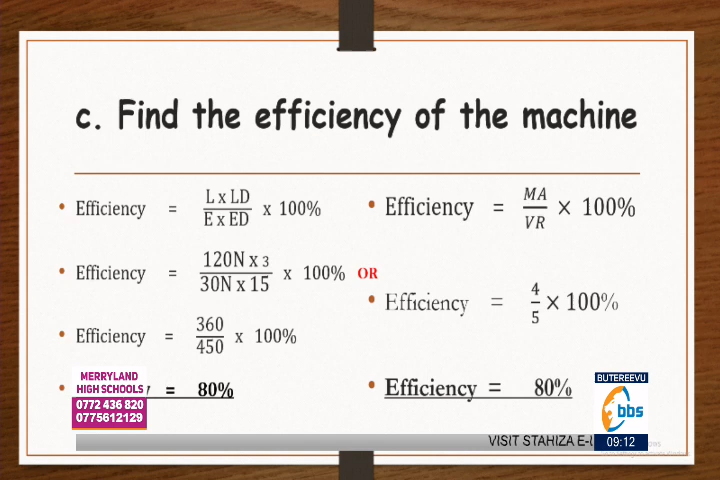 c. Find the efficiency of the machine
• Efficiency = L x LD / E x ED x 100%
• Efficiency = 120N x 3 / 30N x 15 x 100% OR
• Efficiency = 360 / 450 x 100%
• y = 80%
• Efficiency = MA / VR × 100%
• Efficiency = 4 / 5 × 100%
• Efficiency = 80%
MERRYLAND
HIGH SCHOOLS
0772 436 820
0775612129
BUTEREEVU
bbs
09:12
VISIT STAHIZA E-